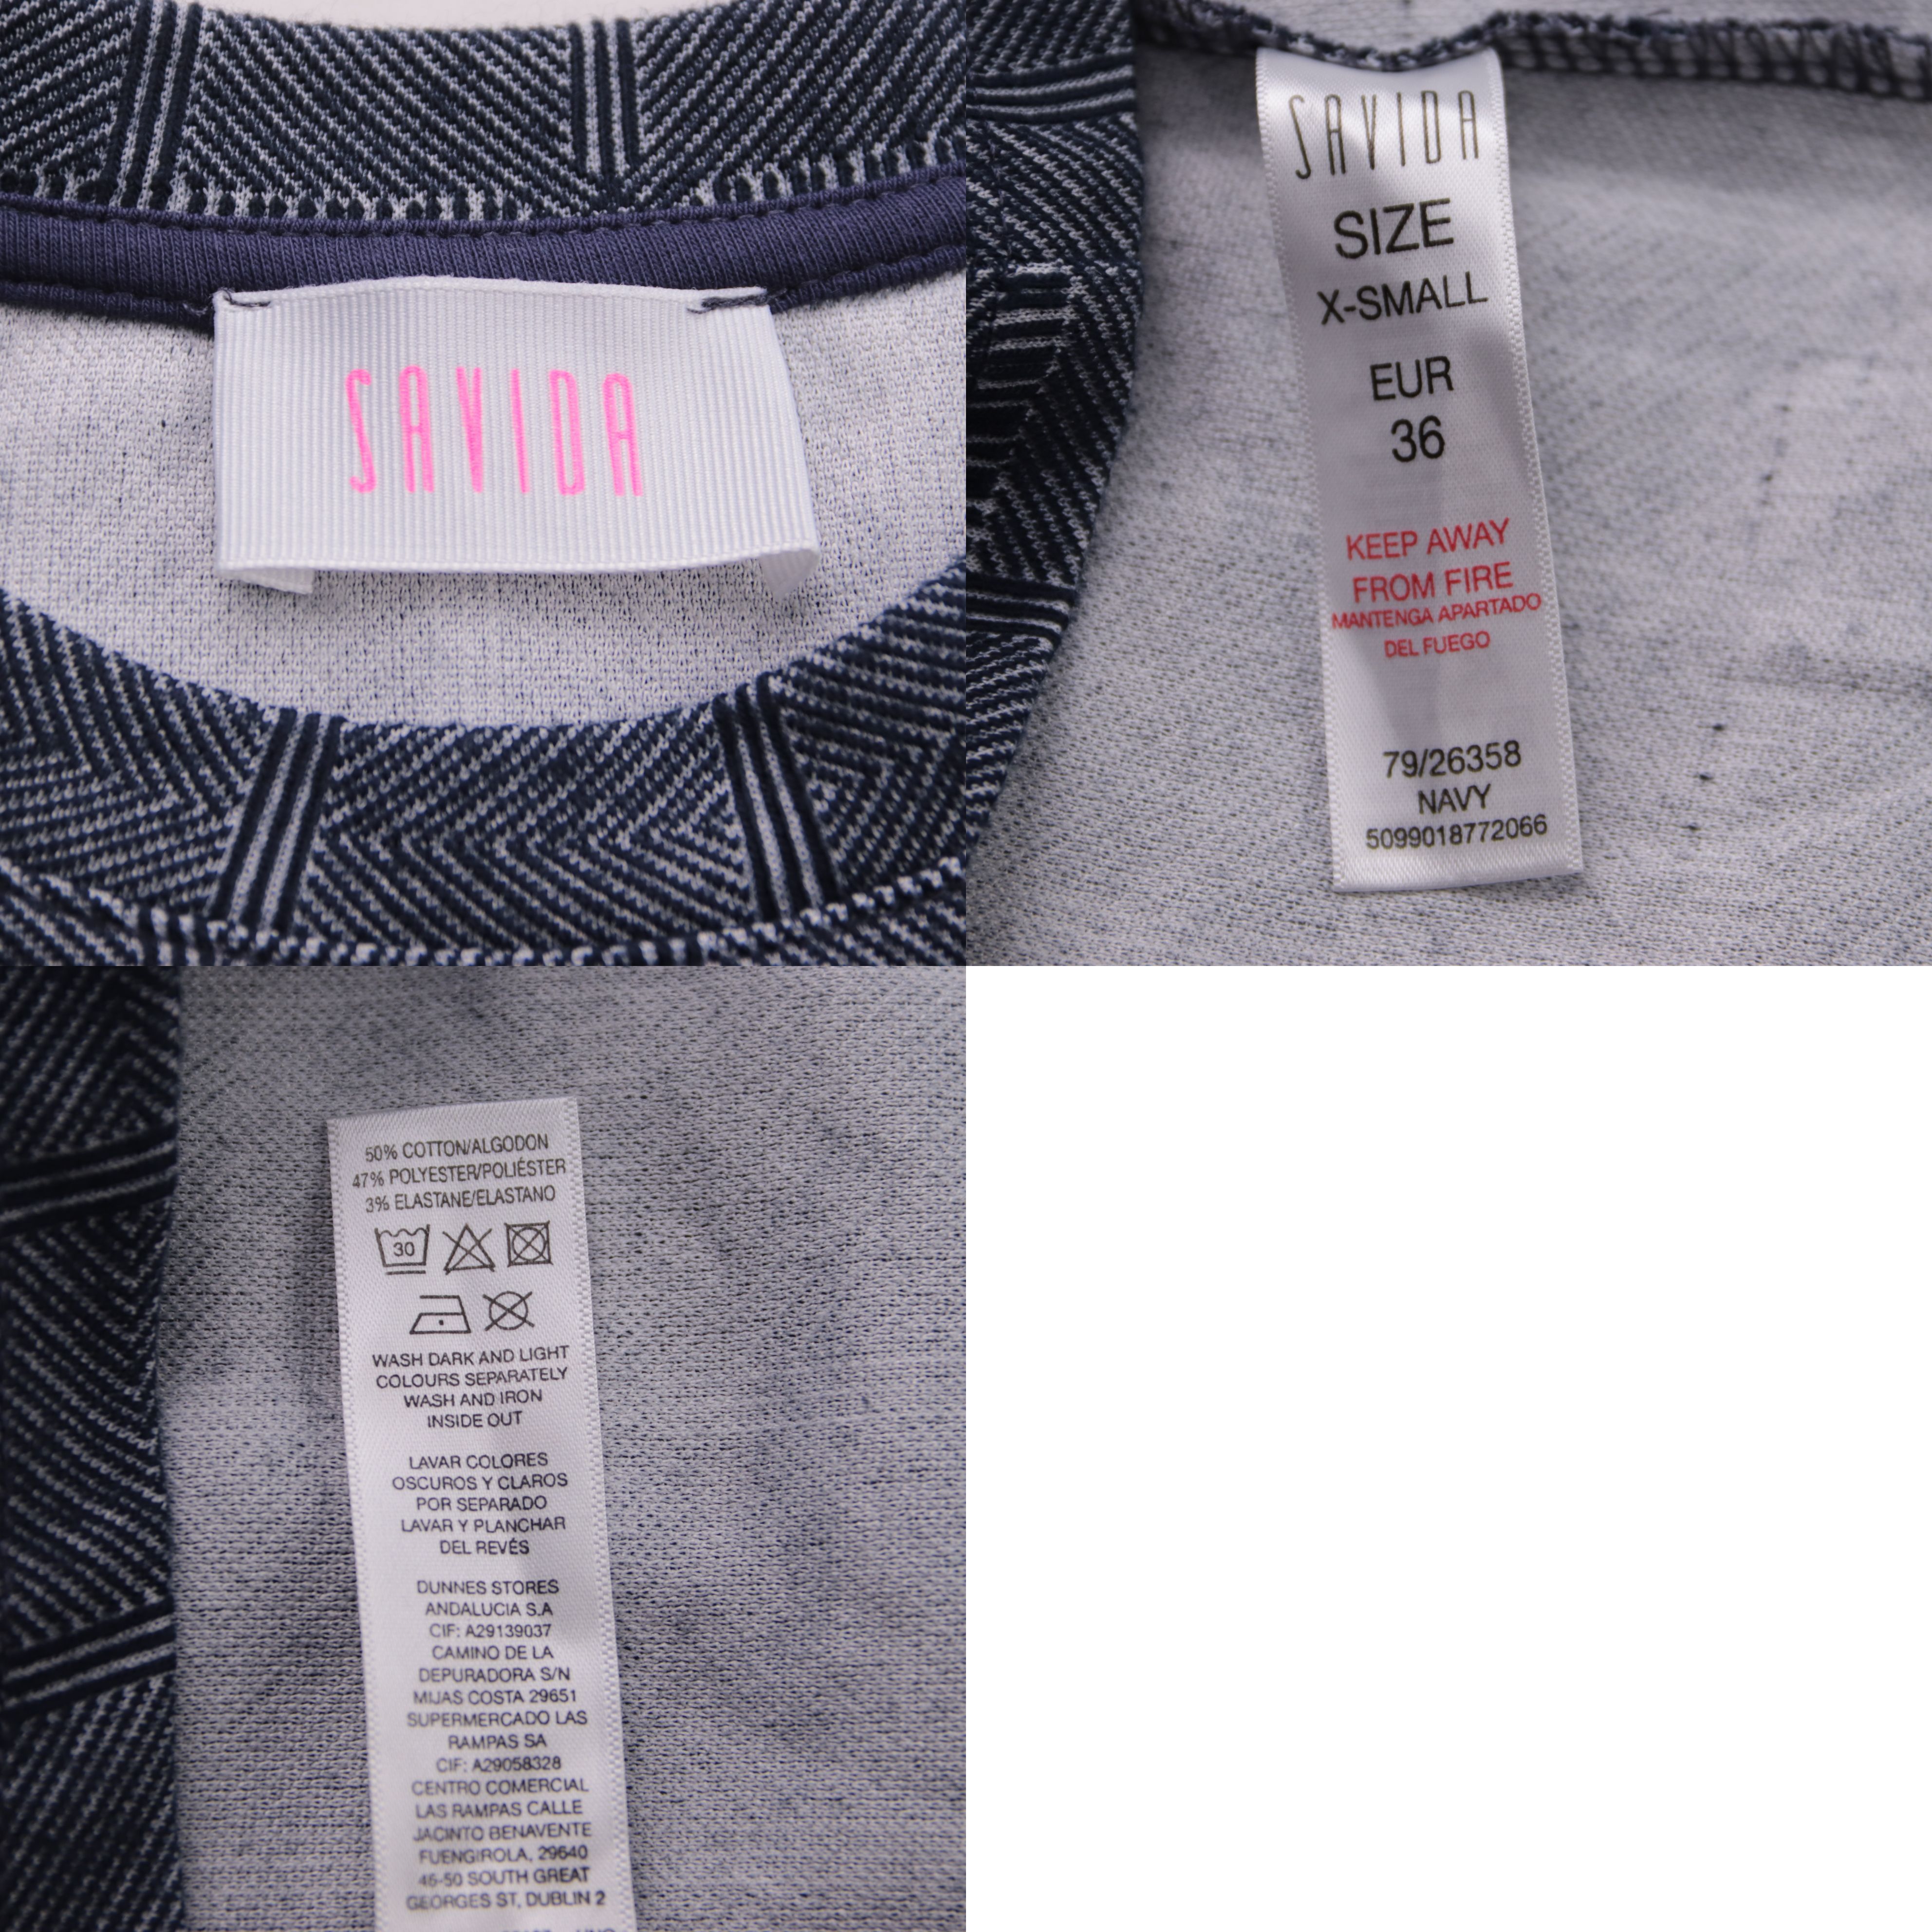 SAVIDA
SAVIDA
SIZE
X-SMALL
EUR
36
KEEP AWAY
FROM FIRE
MANTENGA APARTADO
DEL FUEGO
79/26358
NAVY
5099018772066
50% COTTON/ALGODON
47% POLYESTER/POLIÉSTER
3% ELASTANE/ELASTANO
30
WASH DARK AND LIGHT
COLOURS SEPARATELY
WASH AND IRON
INSIDE OUT
LAVAR COLORES
OSCUROS Y CLAROS
POR SEPARADO
LAVAR Y PLANCHAR
DEL REVÉS
DUNNES STORES
ANDALUCIA S.A
CIF: A29139037
CAMINO DE LA
DEPURADORA S/N
MIJAS COSTA 29651
SUPERMERCADO LAS
RAMPAS SA
CIF: A29058328
CENTRO COMERCIAL
LAS RAMPAS CALLE
JACINTO BENAVENTE
FUENGIROLA, 29640
46-50 SOUTH GREAT
GEORGES ST, DUBLIN 2